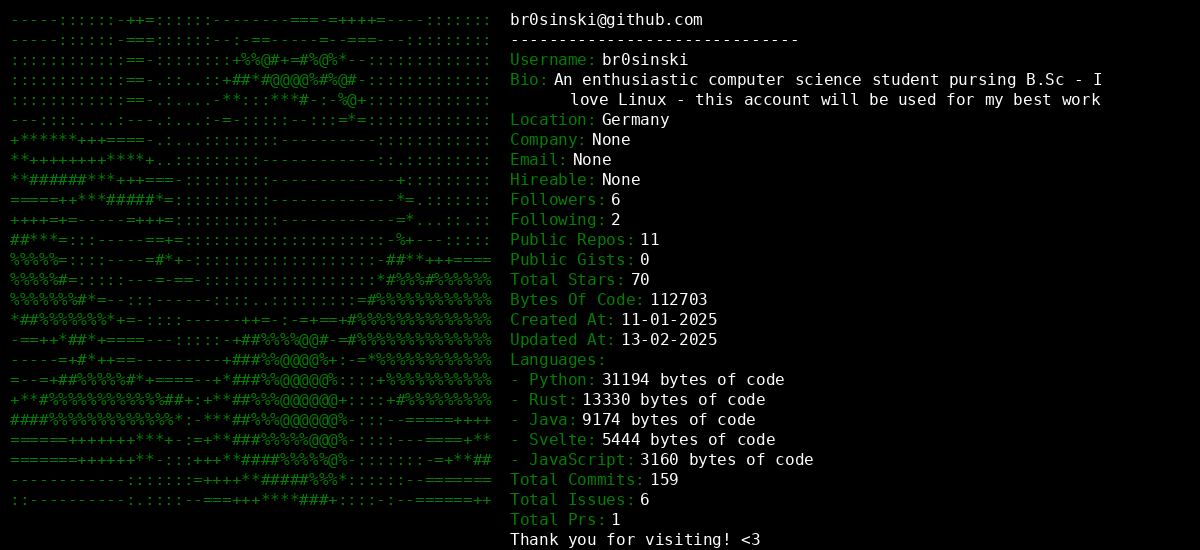 br0sinski@github.com
------------------------------
Username: br0sinski
Bio: An enthusiastic computer science student pursing B.Sc - I
love Linux - this account will be used for my best work
Location: Germany
Company: None
Email: None
Hireable: None
Followers: 6
Following: 2
Public Repos: 11
Public Gists: 0
Total Stars: 70
Bytes Of Code: 112703
Created At: 11-01-2025
Updated At: 13-02-2025
Languages:
- Python: 31194 bytes of code
- Rust: 13330 bytes of code
- Java: 9174 bytes of code
- Svelte: 5444 bytes of code
- JavaScript: 3160 bytes of code
Total Commits: 159
Total Issues: 6
Total Prs: 1
Thank you for visiting! <3